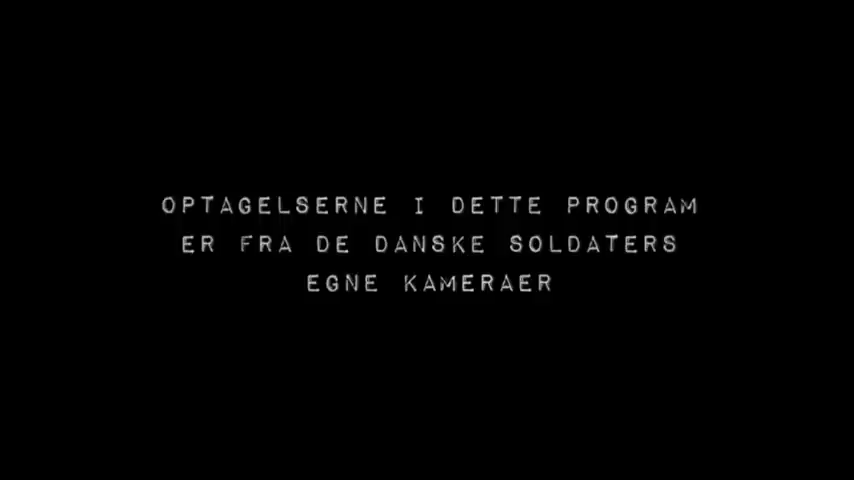 OPTAGELSERNE I DETTE PROGRAM
ER FRA DE DANSKE SOLDATERS
EGNE KAMERAER